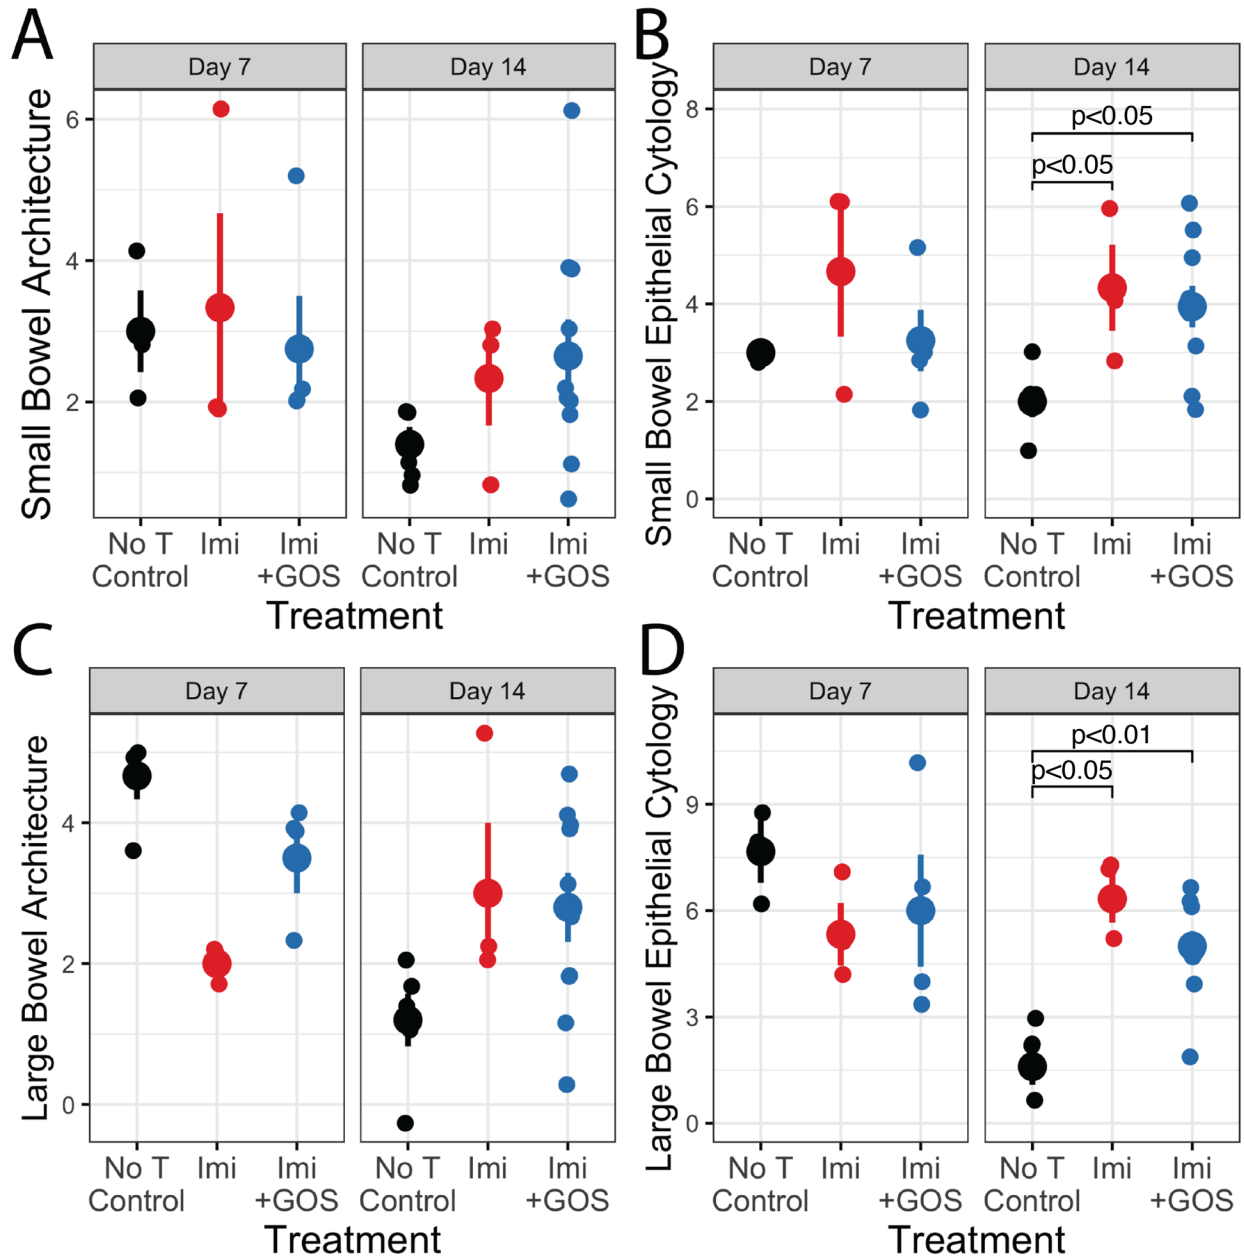 A
Day 7
Day 14
Small Bowel Architecture
6
4
2
No T
Control
Imi
Imi
+GOS
No T
Control
Imi
Imi
+GOS
Treatment
B
Day 7
Day 14
Small Bowel Epithelial Cytology
8
6
4
2
0
p<0.05
p<0.05
No T
Control
Imi
Imi
+GOS
No T
Control
Imi
Imi
+GOS
Treatment
C
Day 7
Day 14
Large Bowel Architecture
4
2
0
No T
Control
Imi
Imi
+GOS
No T
Control
Imi
Imi
+GOS
Treatment
D
Day 7
Day 14
Large Bowel Epithelial Cytology
9
6
3
0
p<0.01
p<0.05
No T
Control
Imi
Imi
+GOS
No T
Control
Imi
Imi
+GOS
Treatment